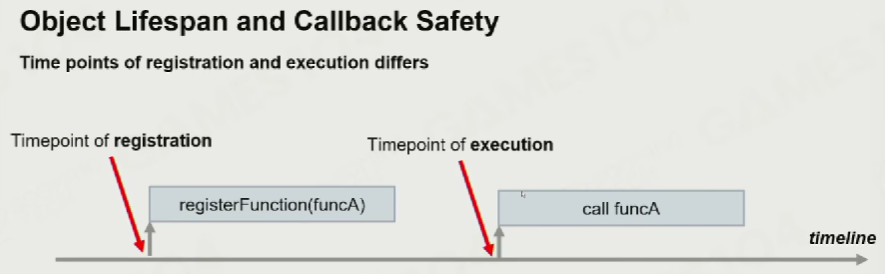 Object Lifespan and Callback Safety
Time points of registration and execution differs
Timepoint of registration
Timepoint of execution
registerFunction(funcA)
call funcA
timeline